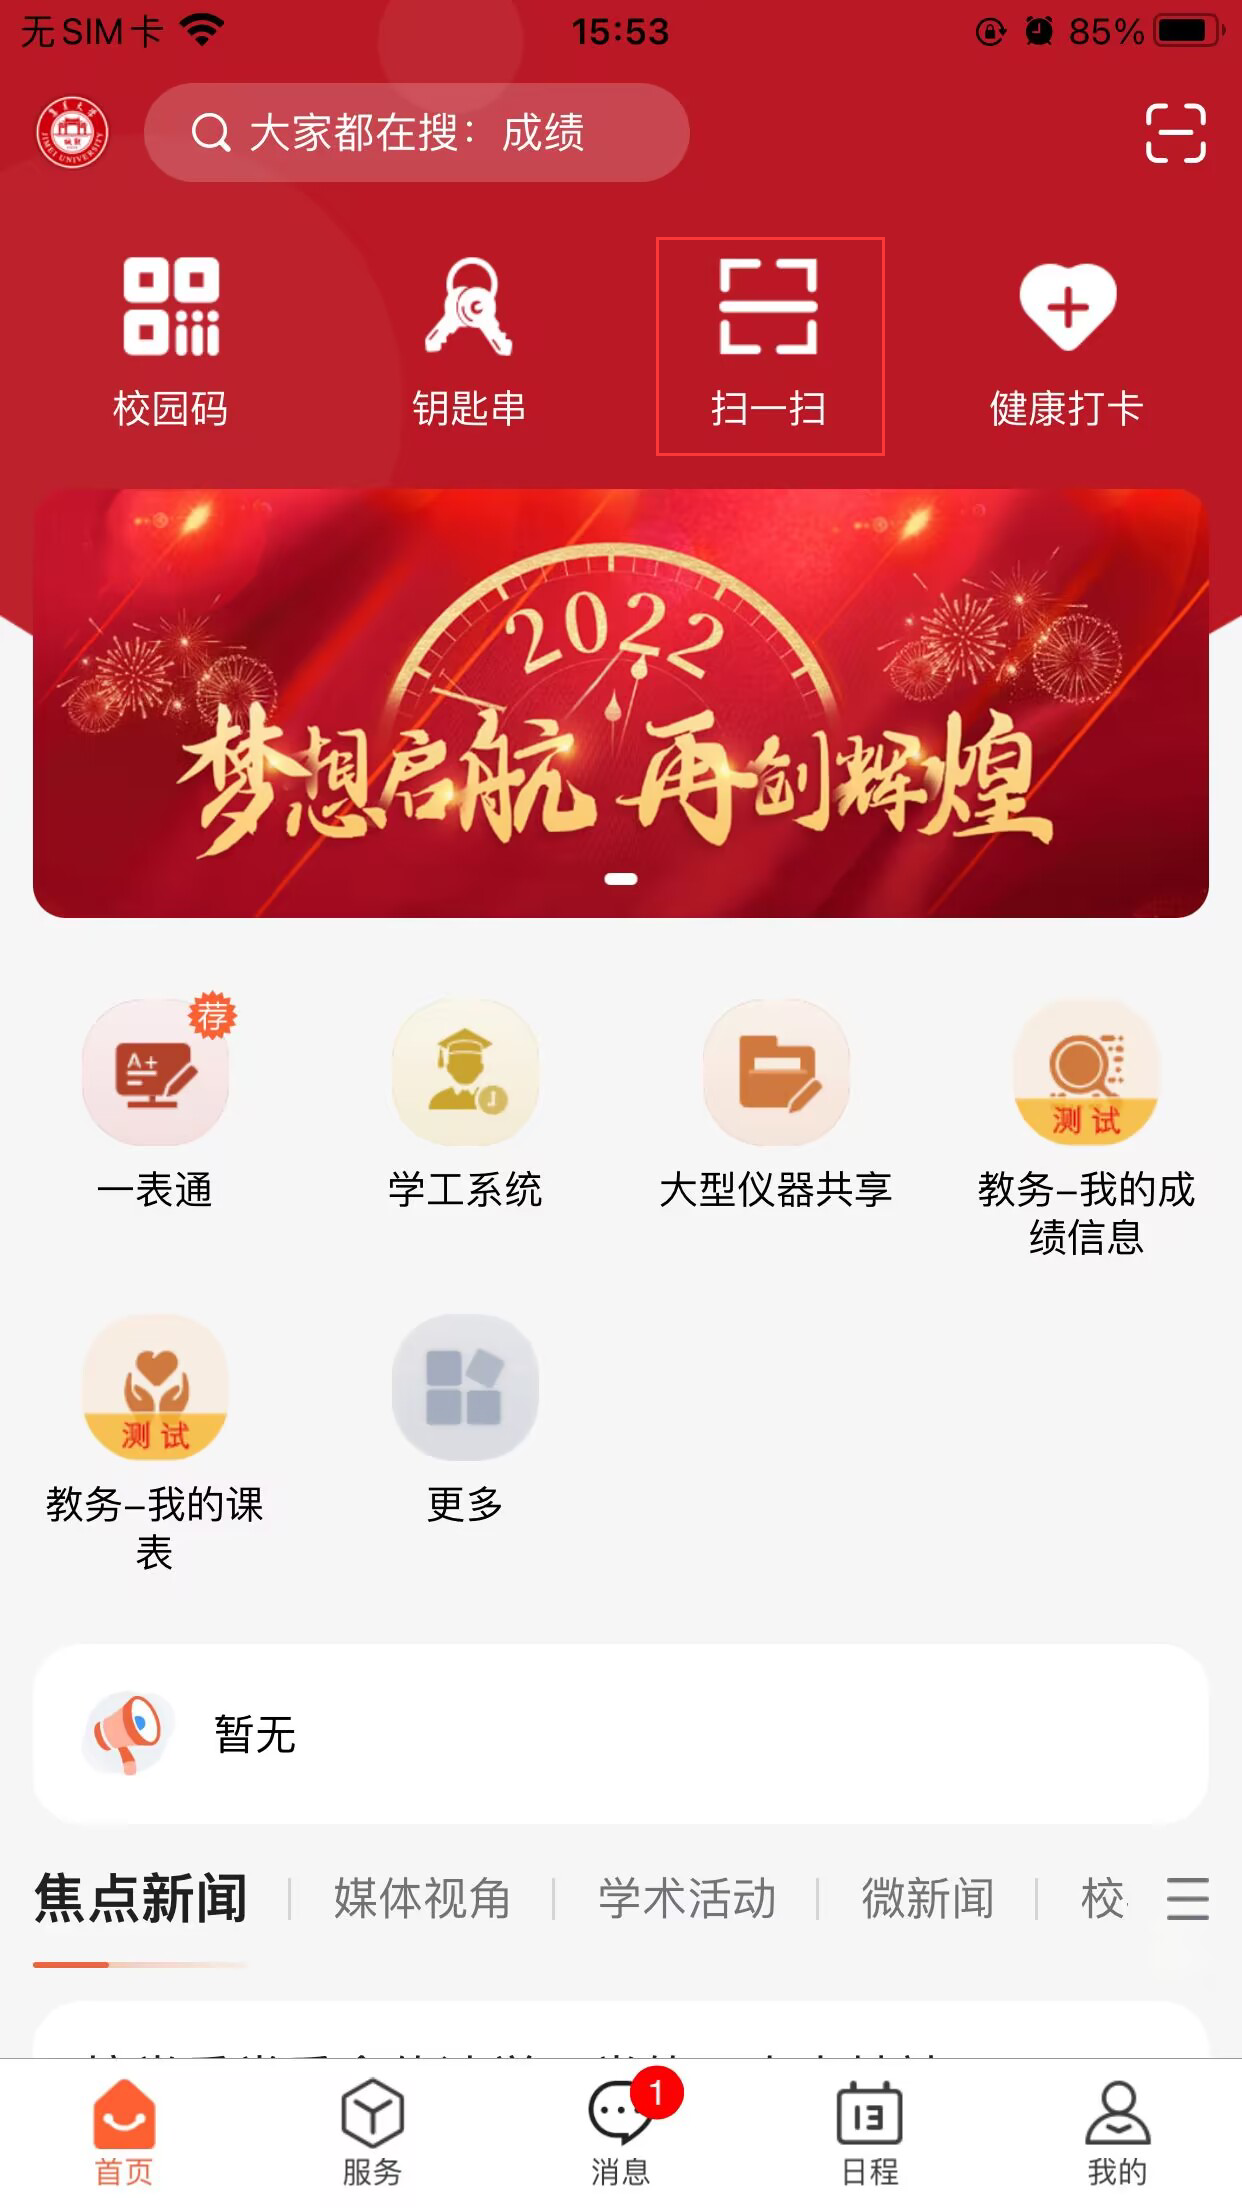 无SIM卡 15:53 85%
大家都在搜：成绩
校园码 钥匙串 扫一扫 健康打卡
2022
梦想启航 再创辉煌
荐
A+
测试
一表通 学工系统 大型仪器共享 教务-我的成
绩信息
测试
教务-我的课 更多
表
暂无
焦点新闻 媒体视角 学术活动 微新闻 校
1
13
首页 服务 消息 日程 我的